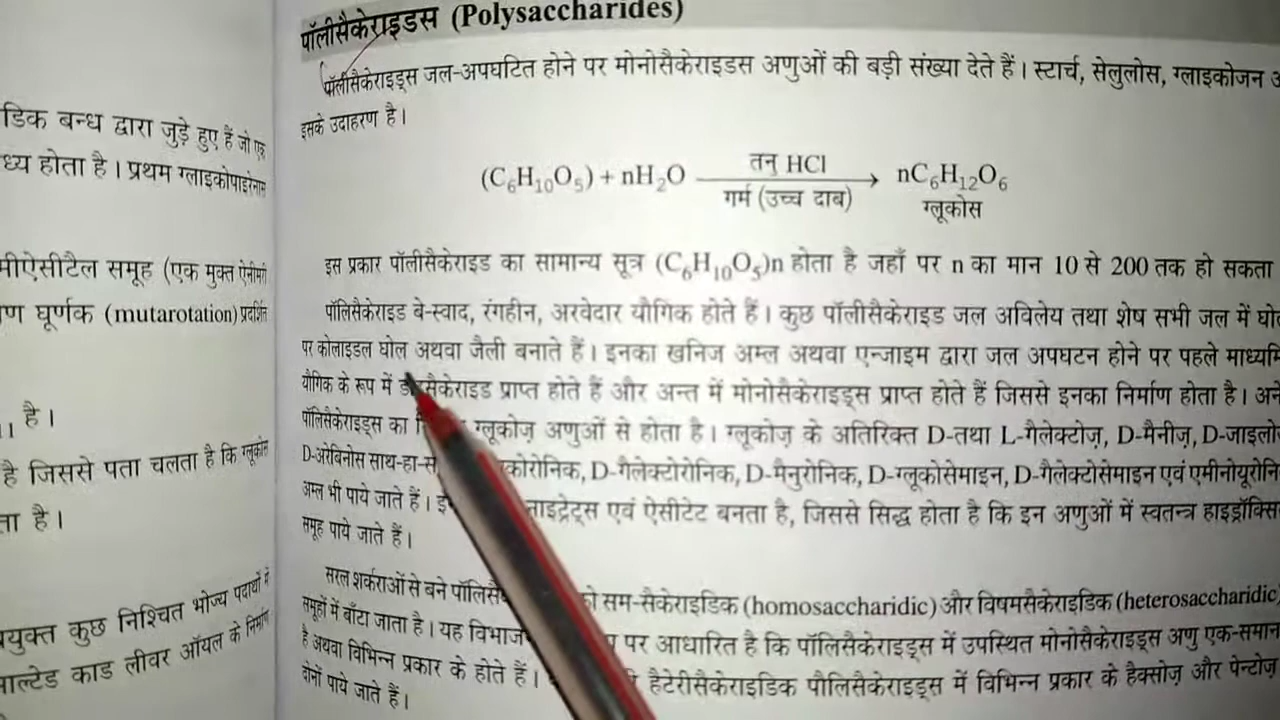 डिक बन्ध द्वारा जुड़े हुए हैं जो एक
ध्य होता है । प्रथम ग्लाइकोपाइरेनोस
मीऐसीटैल समूह (एक मुक्त ऐनोमरी
ण घूर्णक (mutarotation) प्रदर्शित
11 है ।
है जिससे पता चलता है कि ग्लूकोस
ता है ।
प्रयुक्त कुछ निश्चित भोज्य पदार्थों में
माल्टेड काड लीवर ऑयल के निर्माण
पॉलीसैकेराइडस (Polysaccharides)
पॉलीसैकेराइड्स जल-अपघटित होने पर मोनोसैकेराइडस अणुओं की बड़ी संख्या देते हैं । स्टार्च, सेलुलोस, ग्लाइकोजन
इसके उदाहरण है ।
(C₆H₁₀O₅) + nH₂O तनु HCl गर्म (उच्च दाब) → nC₆H₁₂O₆
ग्लूकोस
इस प्रकार पॉलीसैकेराइड का सामान्य सूत्र (C₆H₁₀O₅)n होता है जहाँ पर n का मान 10 से 200 तक हो सकता
पॉलिसैकेराइड बे-स्वाद, रंगहीन, अरवेदार यौगिक होते हैं । कुछ पॉलीसैकेराइड जल अविलेय तथा शेष सभी जल में
पर कोलाइडल घोल अथवा जैली बनाते हैं । इनका खनिज अम्ल अथवा एन्जाइम द्वारा जल अपघटन होने पर पहले माध्यमि
यौगिक के रूप में सैकेराइड प्राप्त होते हैं और अन्त में मोनोसैकेराइड्स प्राप्त होते हैं जिससे इनका निर्माण होता है ।
पॉलिसैकेराइड्स का ग्लूकोज़ अणुओं से होता है । ग्लूकोज़ के अतिरिक्त D-तथा L-गैलेक्टोज़, D-मैनीज़, D-जाइलो
D-अरेबिनोस साथ-हा-स कोरोनिक, D-गैलेक्टोरोनिक, D-मैनुरोनिक, D-ग्लूकोसेमाइन, D-गैलेक्टोसेमाइन एवं एमीनोयूरोनि
अम्ल भी पाये जाते हैं । नाइट्रेट्स एवं ऐसीटेट बनता है, जिससे सिद्ध होता है कि इन अणुओं में स्वतन्त्र हाइड्रॉक्सि
समूह पाये जाते हैं ।
सरल शर्कराओं से बने को सम-सैकेराइडिक (homosaccharidic) और विषमसैकेराइडिक (heterosaccharidic)
समूहों में बाँटा जाता है । यह विभाज पर आधारित है कि पॉलिसैकेराइड्स में उपस्थित मोनोसैकेराइड्स अणु एक-समान
है अथवा विभिन्न प्रकार के होते हैं । हैटेरीसैकेराइडिक पौलिसैकेराइड्स में विभिन्न प्रकार के हैक्सोज़ और पेन्टोज़
दोनों पाये जाते हैं ।